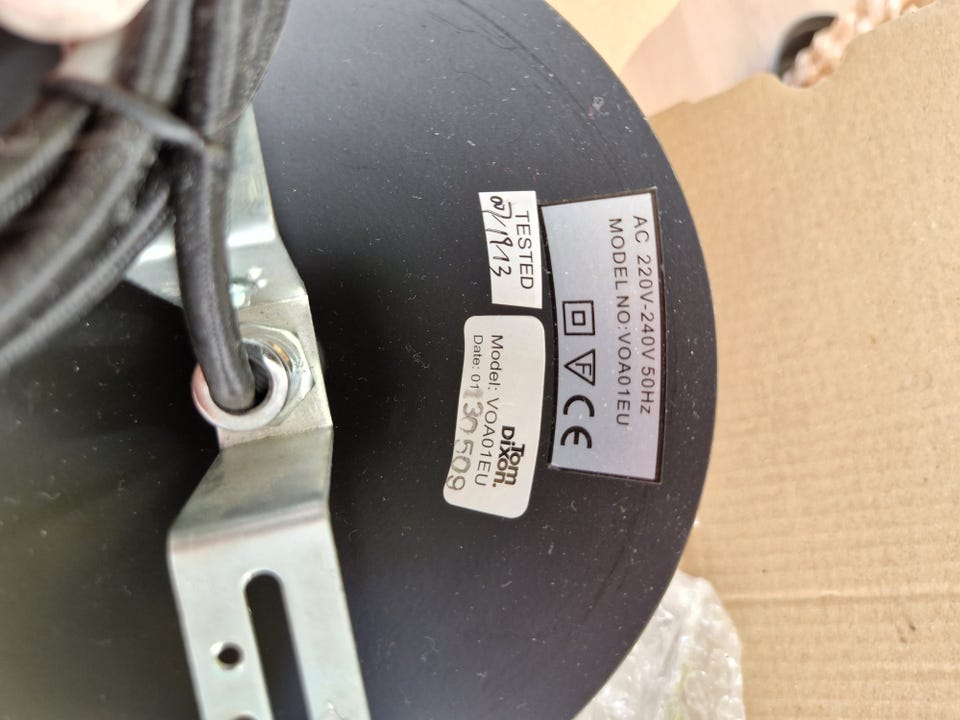 AC 220V-240V 50Hz
MODEL NO:VOA01EU
F CE
TESTED
Tom
Dixon.
Model: VOA01EU
Date: 01130509